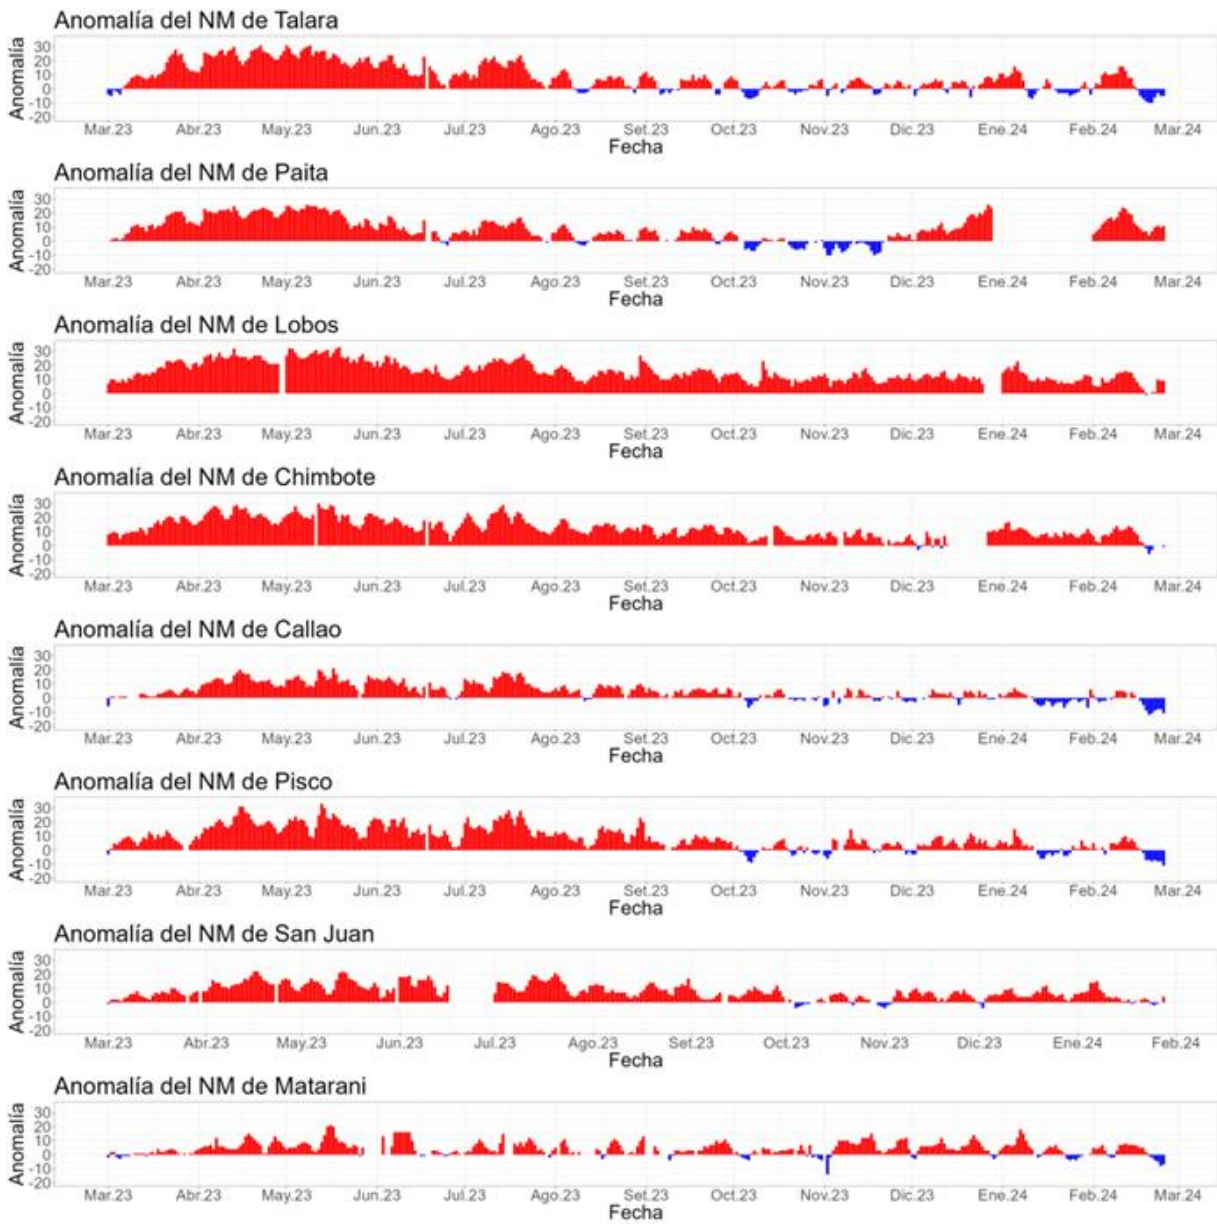 Anomalía del NM de Talara
Anomalía
30
20
10
0
-10
-20
Mar.23 Abr.23 May.23 Jun.23 Jul.23 Ago.23 Set.23 Oct.23 Nov.23 Dic.23 Ene.24 Feb.24 Mar.24
Fecha
Anomalía del NM de Paita
Anomalía
30
20
10
0
-10
-20
Mar.23 Abr.23 May.23 Jun.23 Jul.23 Ago.23 Set.23 Oct.23 Nov.23 Dic.23 Ene.24 Feb.24 Mar.24
Fecha
Anomalía del NM de Lobos
Anomalía
30
20
10
0
-10
-20
Mar.23 Abr.23 May.23 Jun.23 Jul.23 Ago.23 Set.23 Oct.23 Nov.23 Dic.23 Ene.24 Feb.24 Mar.24
Fecha
Anomalía del NM de Chimbote
Anomalía
30
20
10
0
-10
-20
Mar.23 Abr.23 May.23 Jun.23 Jul.23 Ago.23 Set.23 Oct.23 Nov.23 Dic.23 Ene.24 Feb.24 Mar.24
Fecha
Anomalía del NM de Callao
Anomalía
30
20
10
0
-10
-20
Mar.23 Abr.23 May.23 Jun.23 Jul.23 Ago.23 Set.23 Oct.23 Nov.23 Dic.23 Ene.24 Feb.24 Mar.24
Fecha
Anomalía del NM de Pisco
Anomalía
30
20
10
0
-10
-20
Mar.23 Abr.23 May.23 Jun.23 Jul.23 Ago.23 Set.23 Oct.23 Nov.23 Dic.23 Ene.24 Feb.24 Mar.24
Fecha
Anomalía del NM de San Juan
Anomalía
30
20
10
0
-10
-20
Mar.23 Abr.23 May.23 Jun.23 Jul.23 Ago.23 Set.23 Oct.23 Nov.23 Dic.23 Ene.24 Feb.24
Fecha
Anomalía del NM de Matarani
Anomalía
30
20
10
0
-10
-20
Mar.23 Abr.23 May.23 Jun.23 Jul.23 Ago.23 Set.23 Oct.23 Nov.23 Dic.23 Ene.24 Feb.24 Mar.24
Fecha